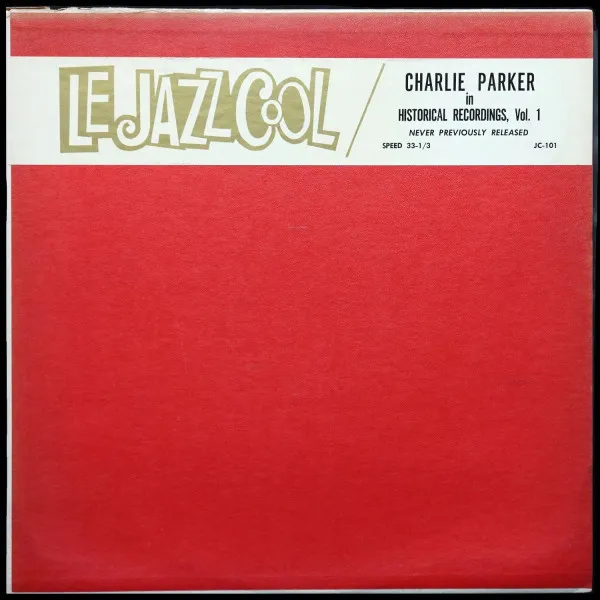 LE JAZZ COOL
CHARLIE PARKER
in
HISTORICAL RECORDINGS, Vol. 1
NEVER PREVIOUSLY RELEASED
SPEED 33-1/3 JC-101